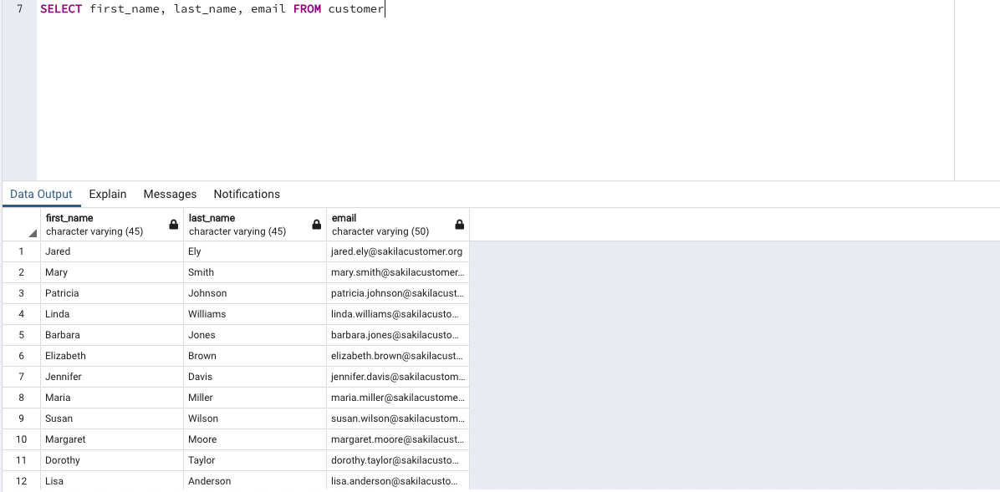 7 SELECT first_name, last_name, email FROM customer
Data Output Explain Messages Notifications
first_name last_name email
character varying (45) character varying (45) character varying (50)
1 Jared Ely jared.ely@sakilacustomer.org
2 Mary Smith mary.smith@sakilacustomer...
3 Patricia Johnson patricia.johnson@sakilacust...
4 Linda Williams linda.williams@sakilacusto...
5 Barbara Jones barbara.jones@sakilacusto...
6 Elizabeth Brown elizabeth.brown@sakilacust...
7 Jennifer Davis jennifer.davis@sakilacustom...
8 Maria Miller maria.miller@sakilacustome...
9 Susan Wilson susan.wilson@sakilacustom...
10 Margaret Moore margaret.moore@sakilacust...
11 Dorothy Taylor dorothy.taylor@sakilacusto...
12 Lisa Anderson lisa.anderson@sakilacusto...